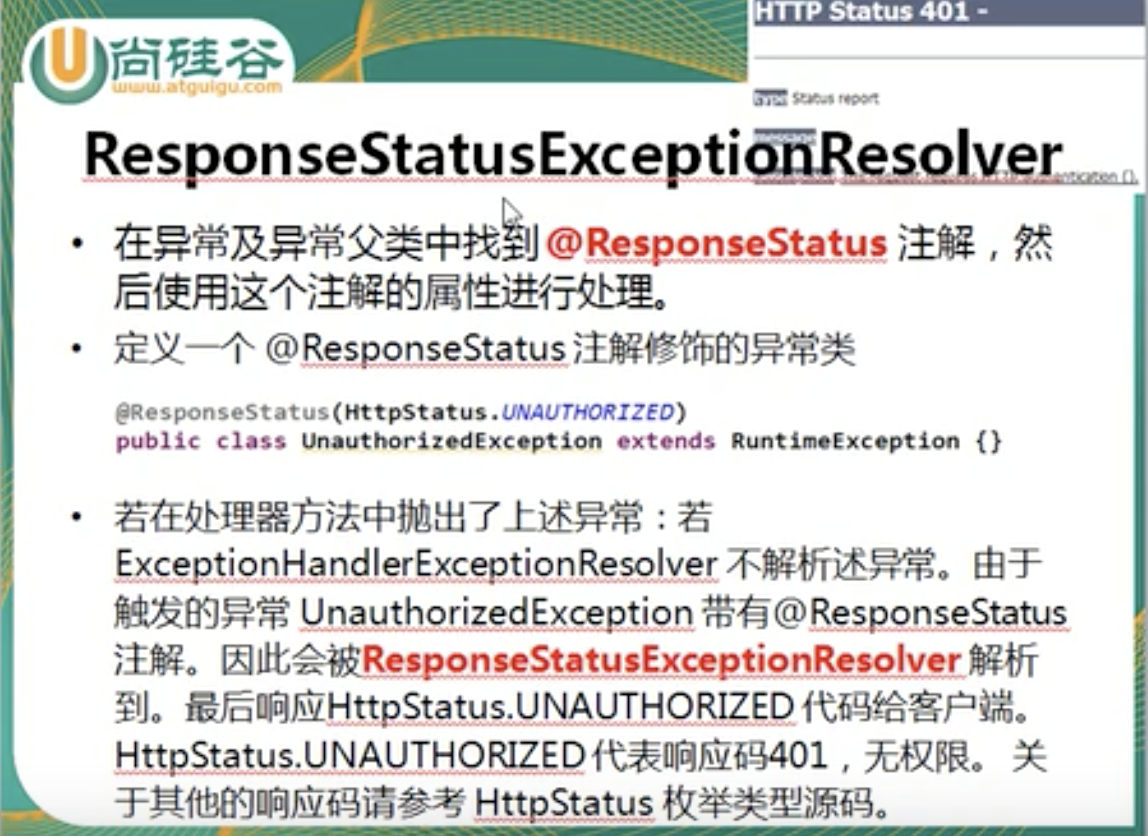 尚硅谷
www.atguigu.com
HTTP Status 401 -
type Status report
message
ResponseStatusExceptionResolver
• 在异常及异常父类中找到 @ResponseStatus 注解，然
后使用这个注解的属性进行处理。
• 定义一个 @ResponseStatus 注解修饰的异常类
@ResponseStatus(HttpStatus.UNAUTHORIZED)
public class UnauthorizedException extends RuntimeException {}
• 若在处理器方法中抛出了上述异常：若
ExceptionHandlerExceptionResolver 不解析述异常。由于
触发的异常 UnauthorizedException 带有@ResponseStatus
注解。因此会被ResponseStatusExceptionResolver 解析
到。最后响应HttpStatus.UNAUTHORIZED 代码给客户端。
HttpStatus.UNAUTHORIZED 代表响应码401，无权限。 关
于其他的响应码请参考 HttpStatus 枚举类型源码。